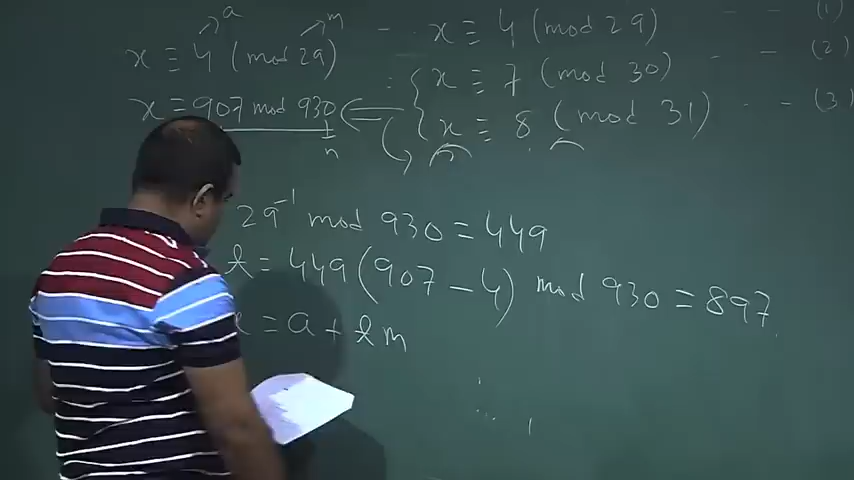 a m
x ≡ 4 (mod 29) - - x ≡ 4 (mod 29) - - (1)
x ≡ 907 mod 930 ⇐ { x ≡ 7 (mod 30) - - (2)
n x ≡ 8 (mod 31) - - (3)
29⁻¹ mod 930 = 449
ℓ = 449 (907 - 4) mod 930 = 897
= a + ℓ m